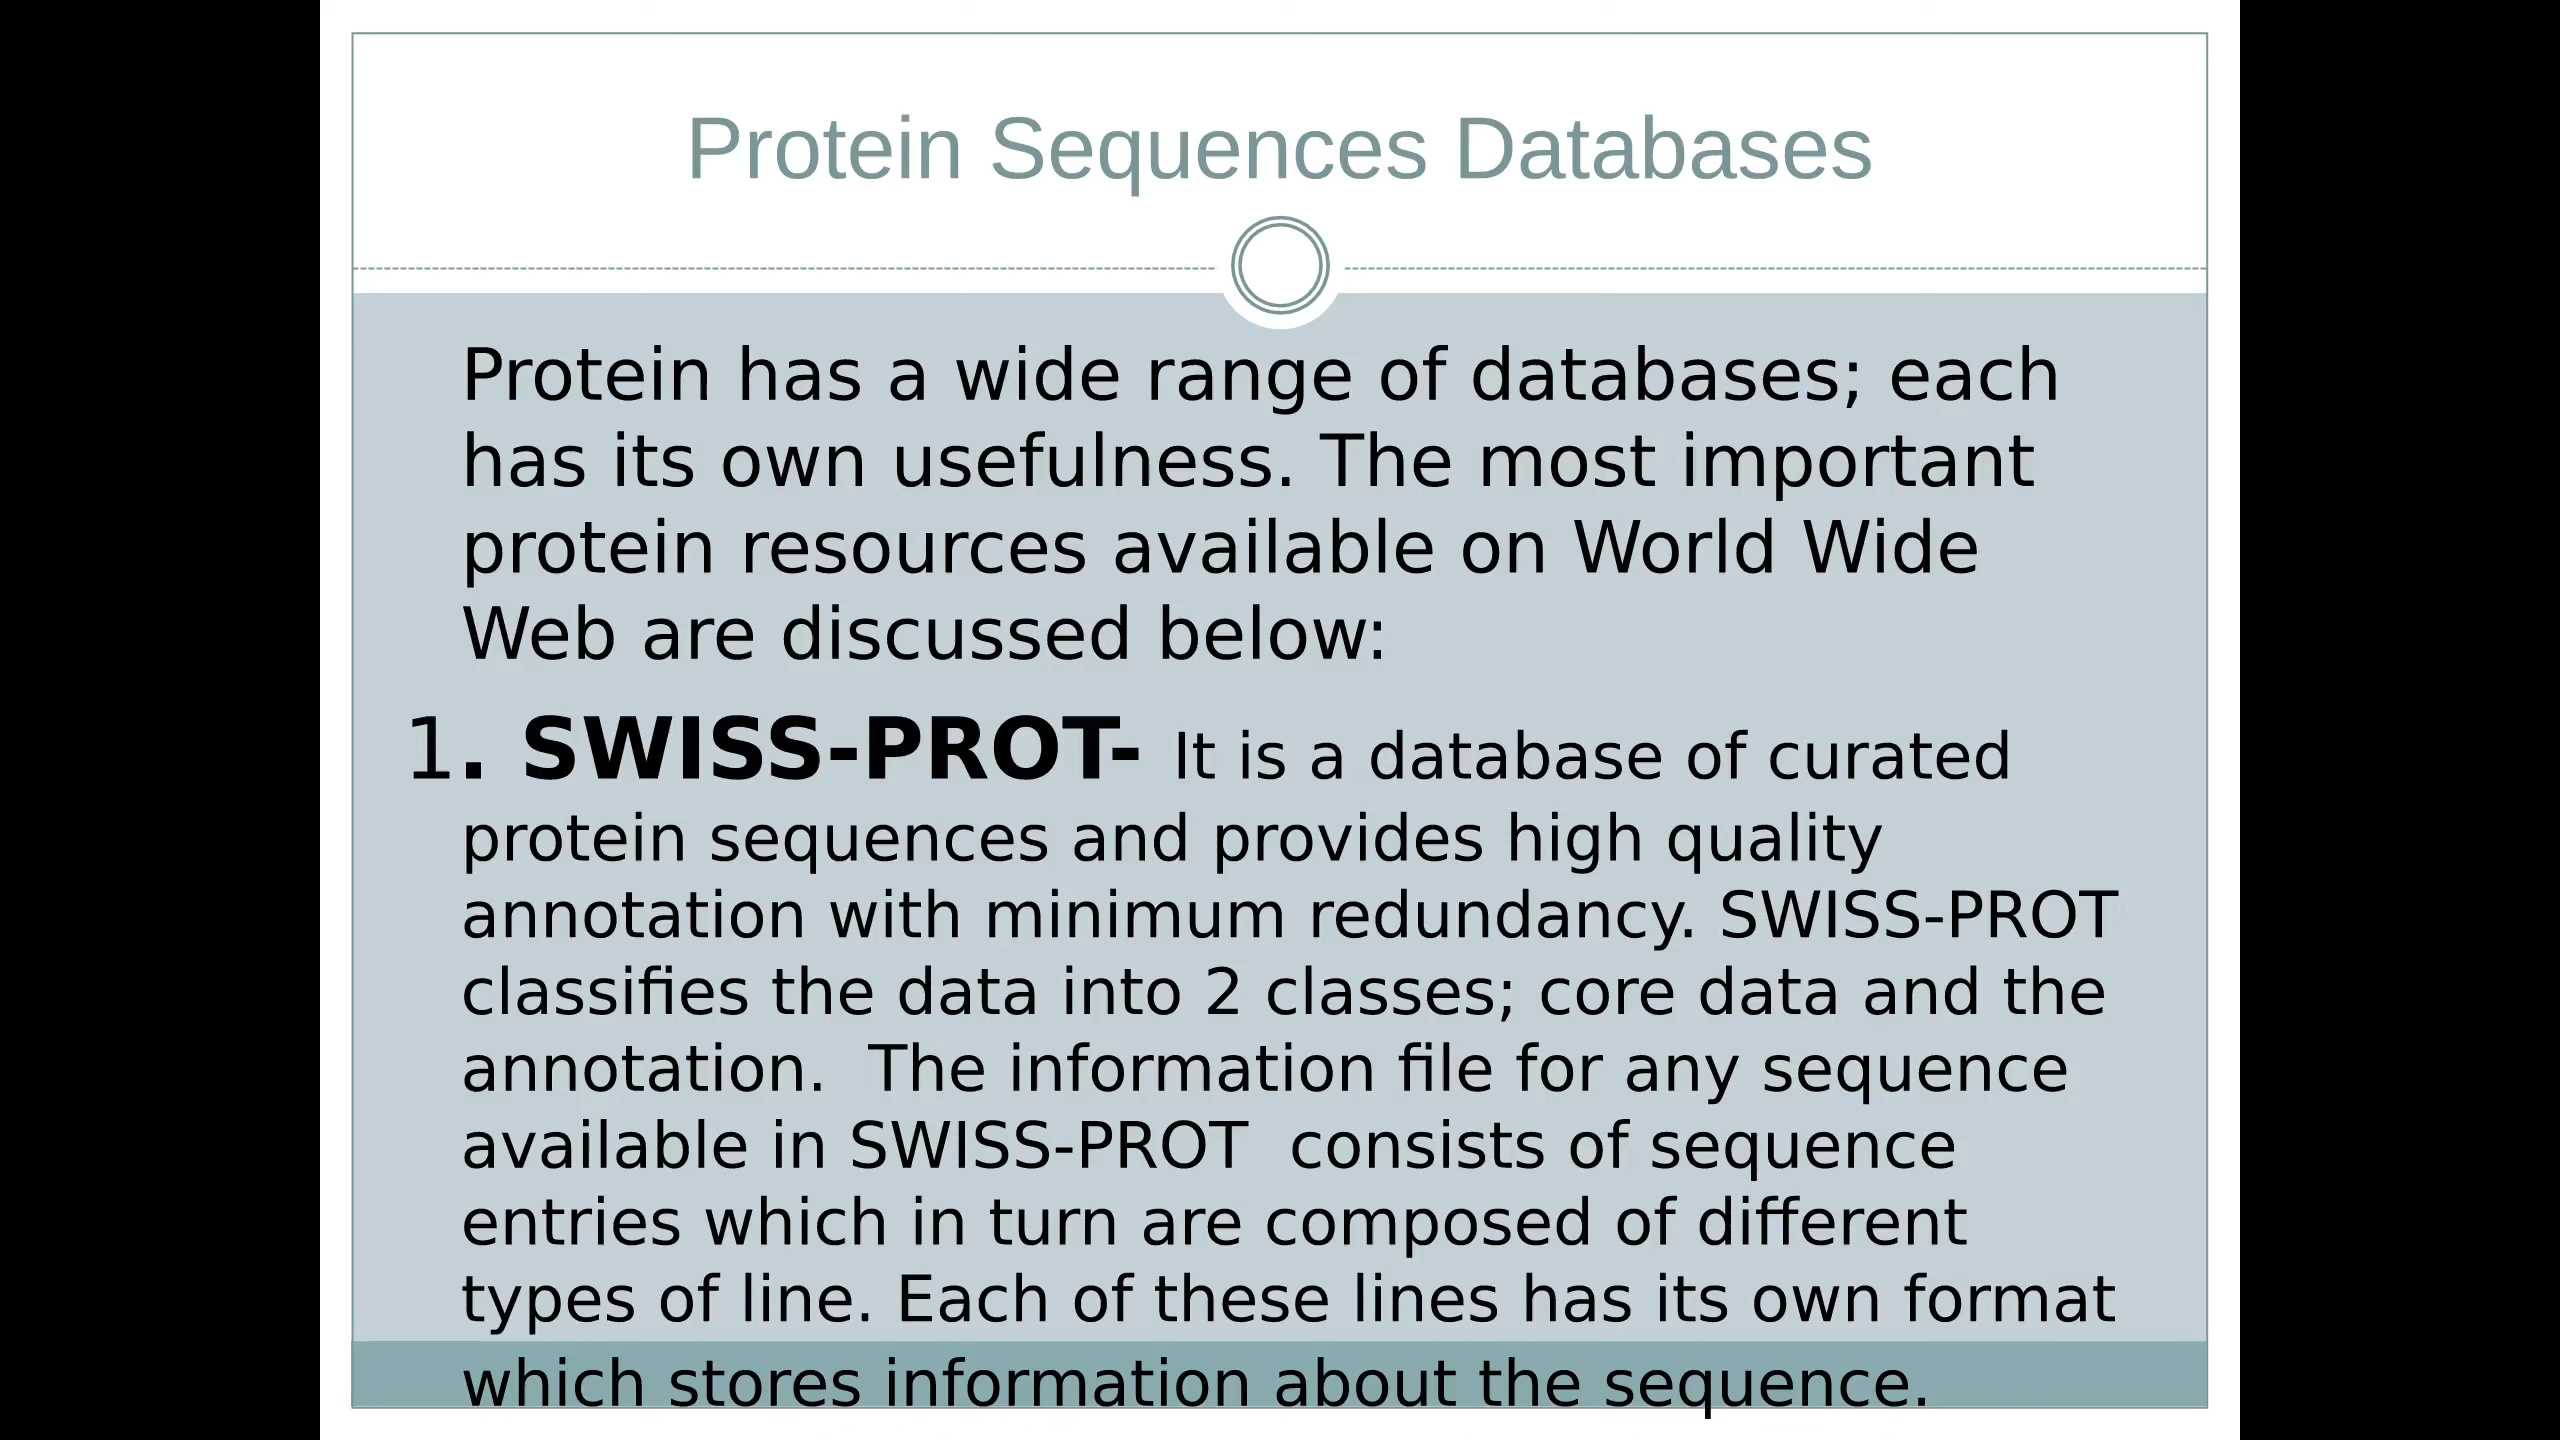 Protein Sequences Databases
Protein has a wide range of databases; each
has its own usefulness. The most important
protein resources available on World Wide
Web are discussed below:
1. SWISS-PROT- It is a database of curated
protein sequences and provides high quality
annotation with minimum redundancy. SWISS-PROT
classifies the data into 2 classes; core data and the
annotation.  The information file for any sequence
available in SWISS-PROT  consists of sequence
entries which in turn are composed of different
types of line. Each of these lines has its own format
which stores information about the sequence.